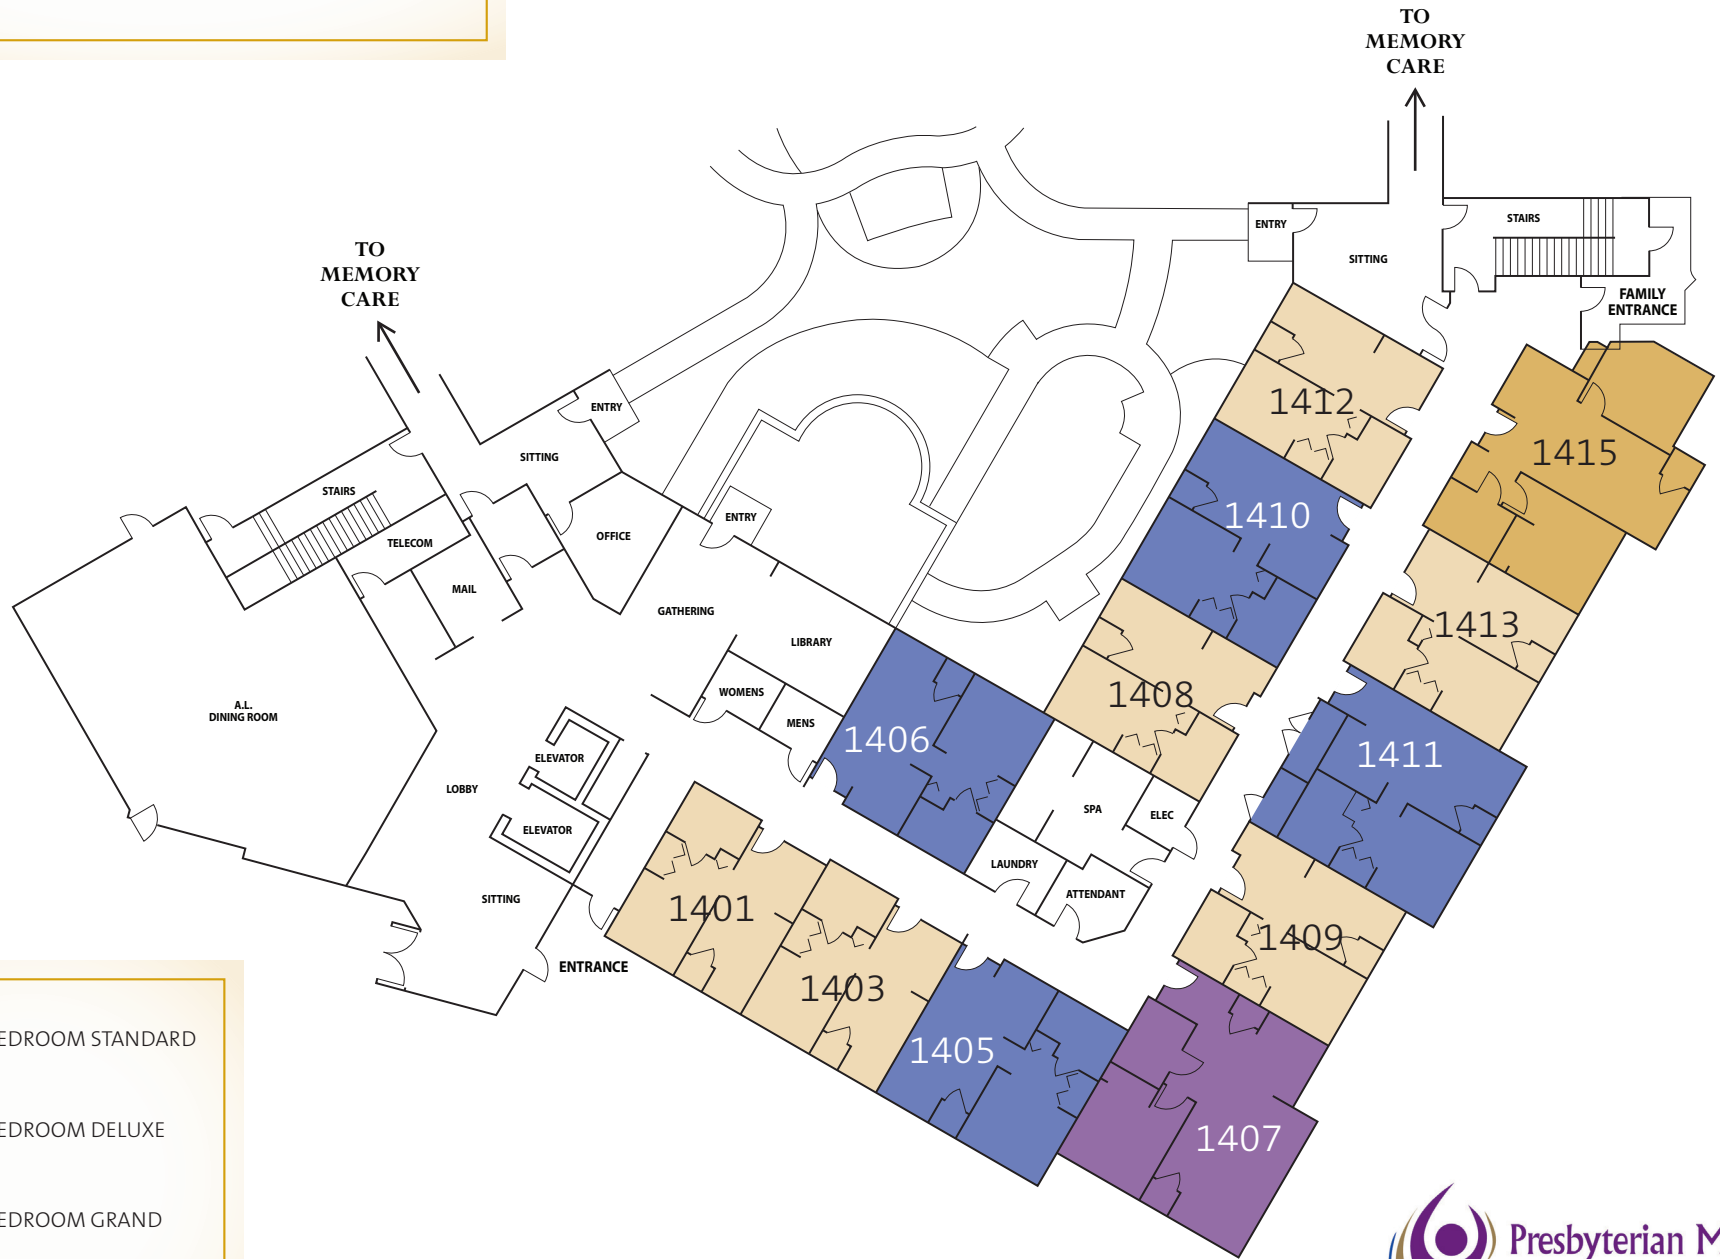 TO
MEMORY
CARE
TO
MEMORY
CARE
ENTRY
SITTING
STAIRS
FAMILY
ENTRANCE
ENTRY
SITTING
STAIRS
TELECOM
MAIL
OFFICE
ENTRY
GATHERING
LIBRARY
WOMENS
MENS
A.L.
DINING ROOM
LOBBY
ELEVATOR
ELEVATOR
SITTING
ENTRANCE
SPA
ELEC
LAUNDRY
ATTENDANT
1412
1415
1410
1413
1408
1411
1406
1401
1409
1403
1405
1407
EDROOM STANDARD
EDROOM DELUXE
EDROOM GRAND
Presbyterian M